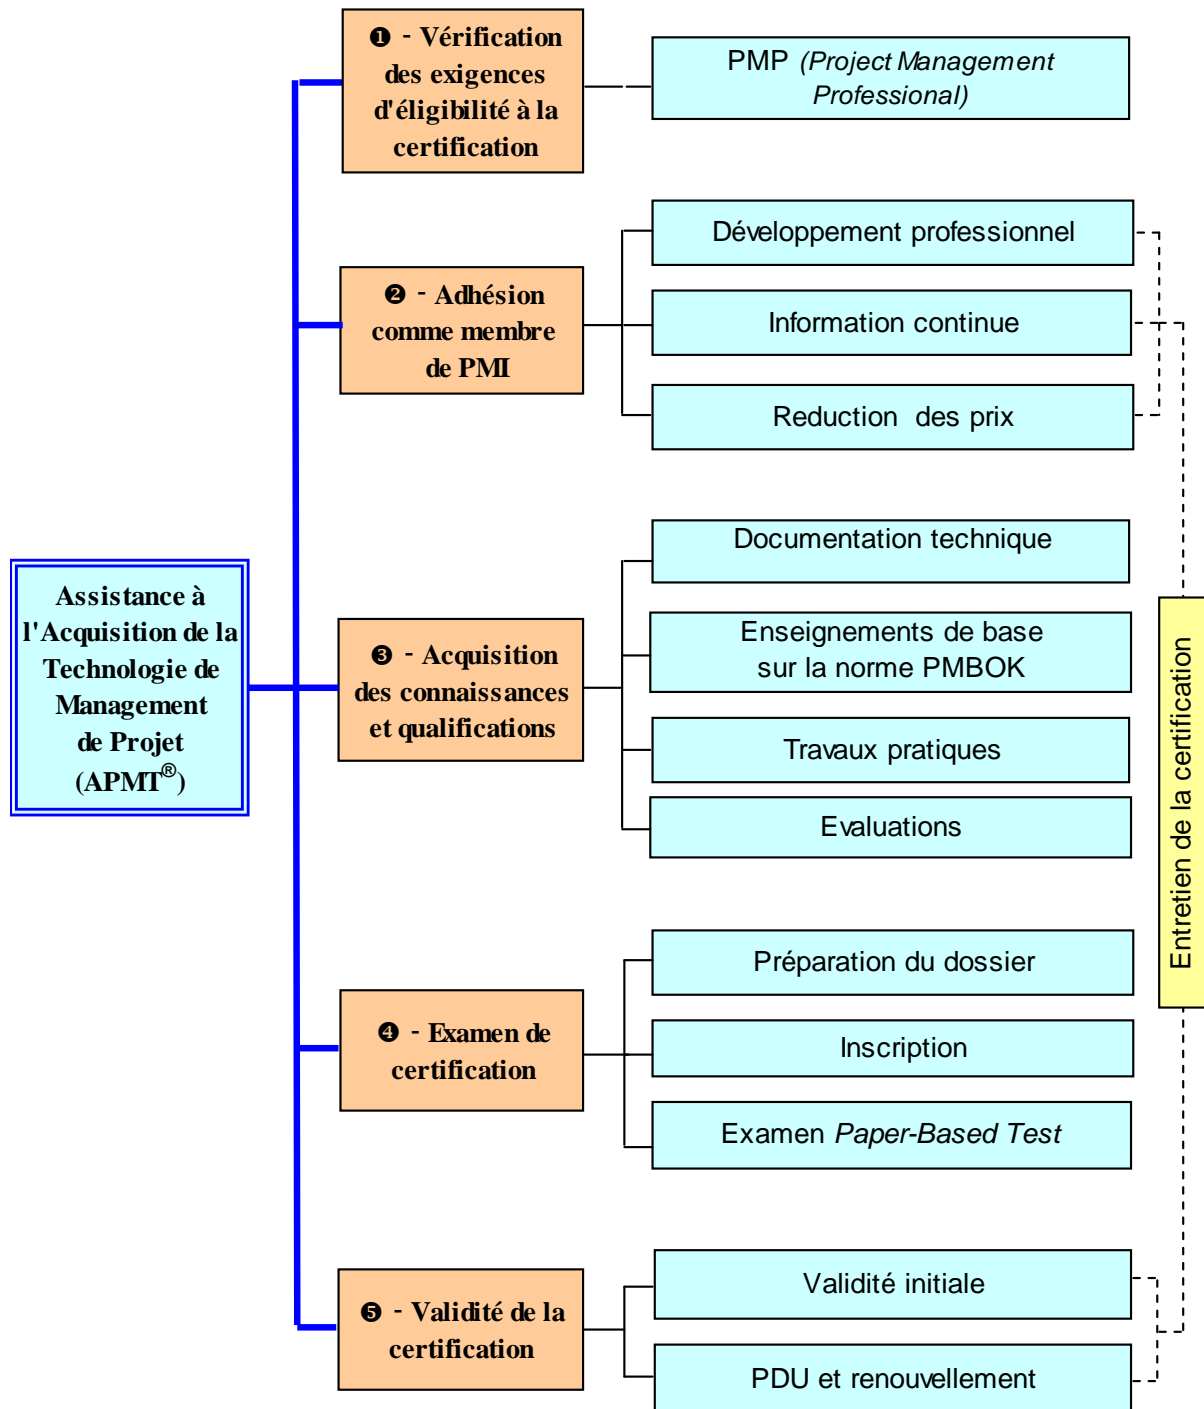 ❶ - Vérification
des exigences
d'éligibilité à la
certification
PMP (Project Management
Professional)
❷ - Adhésion
comme membre
de PMI
Développement professionnel
Information continue
Reduction des prix
Assistance à
l'Acquisition de la
Technologie de
Management
de Projet
(APMT®)
❸ - Acquisition
des connaissances
et qualifications
Documentation technique
Enseignements de base
sur la norme PMBOK
Travaux pratiques
Evaluations
❹ - Examen de
certification
Préparation du dossier
Inscription
Examen Paper-Based Test
❺ - Validité de la
certification
Validité initiale
PDU et renouvellement
Entretien de la certification